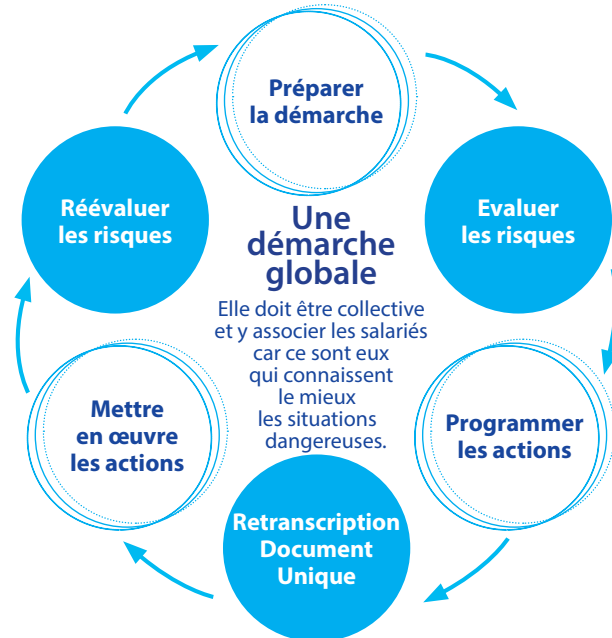 Préparer
la démarche
Evaluer
les risques
Programmer
les actions
Retranscription
Document
Unique
Mettre
en œuvre
les actions
Réévaluer
les risques
Une
démarche
globale
Elle doit être collective
et y associer les salariés
car ce sont eux
qui connaissent
le mieux
les situations
dangereuses.